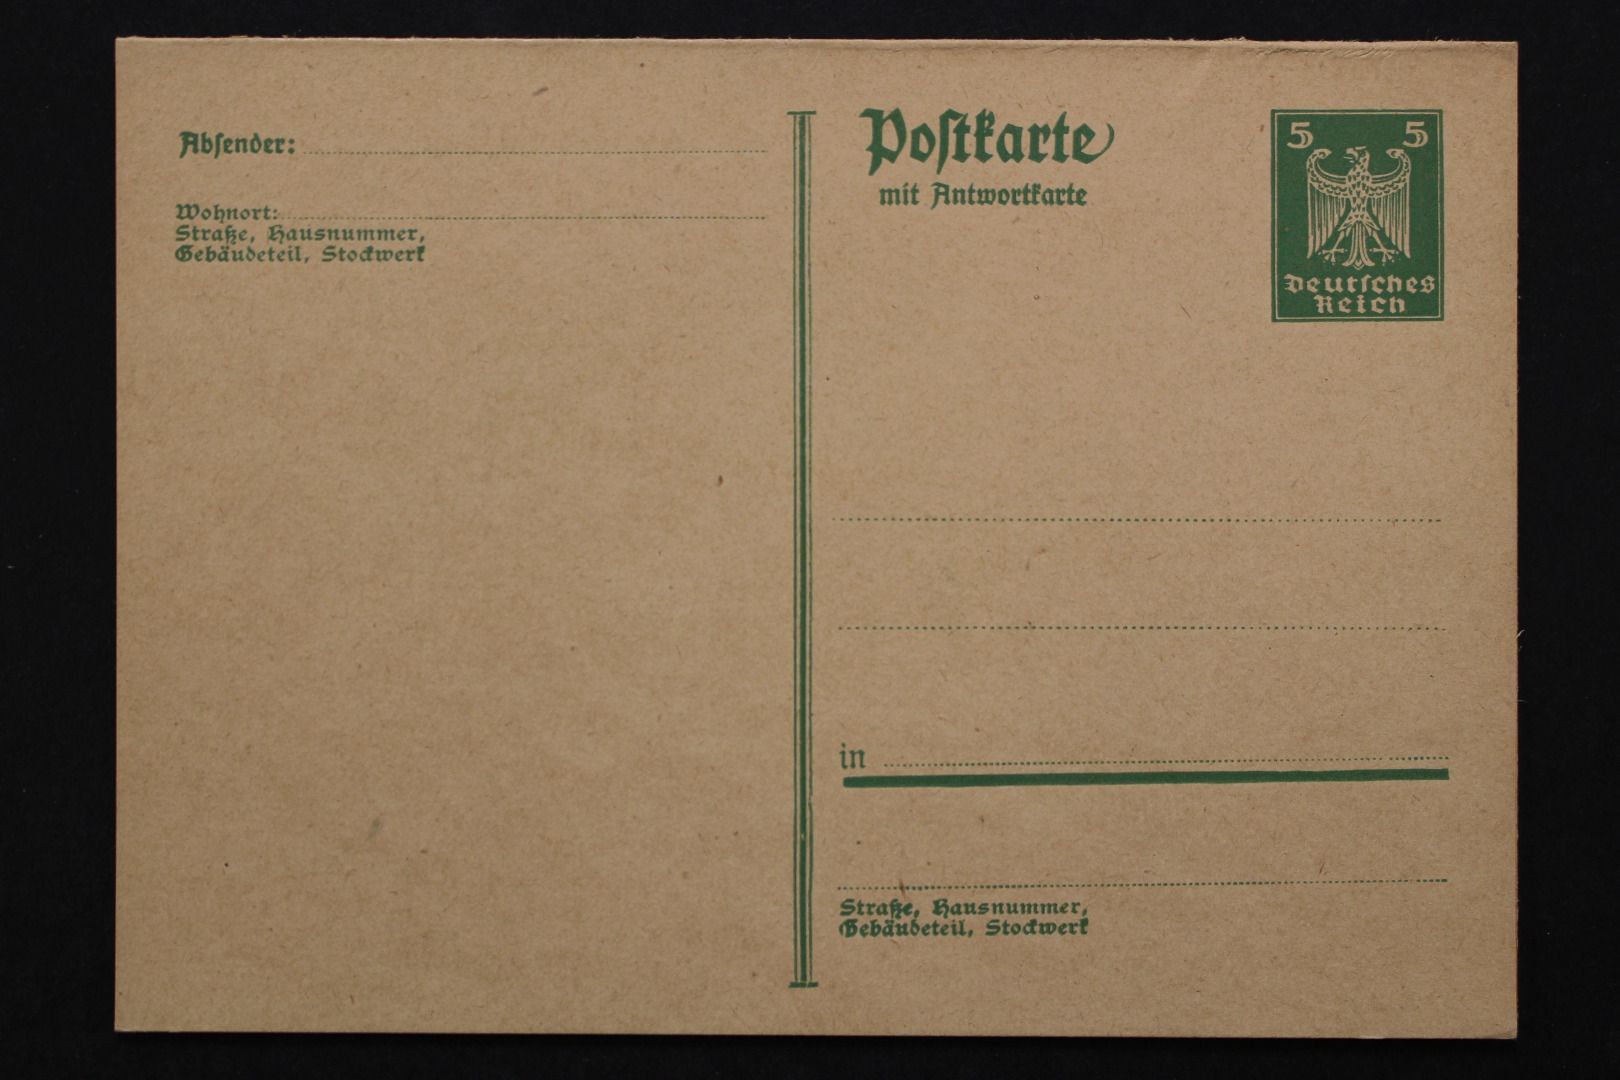 Absender:
Wohnort:
Straße, Hausnummer,
Gebäudeteil, Stockwerk
Poſtkarte
mit Antwortkarte
5 5
Deutſches
Reich
in
Straße, Hausnummer,
Gebäudeteil, Stockwerk